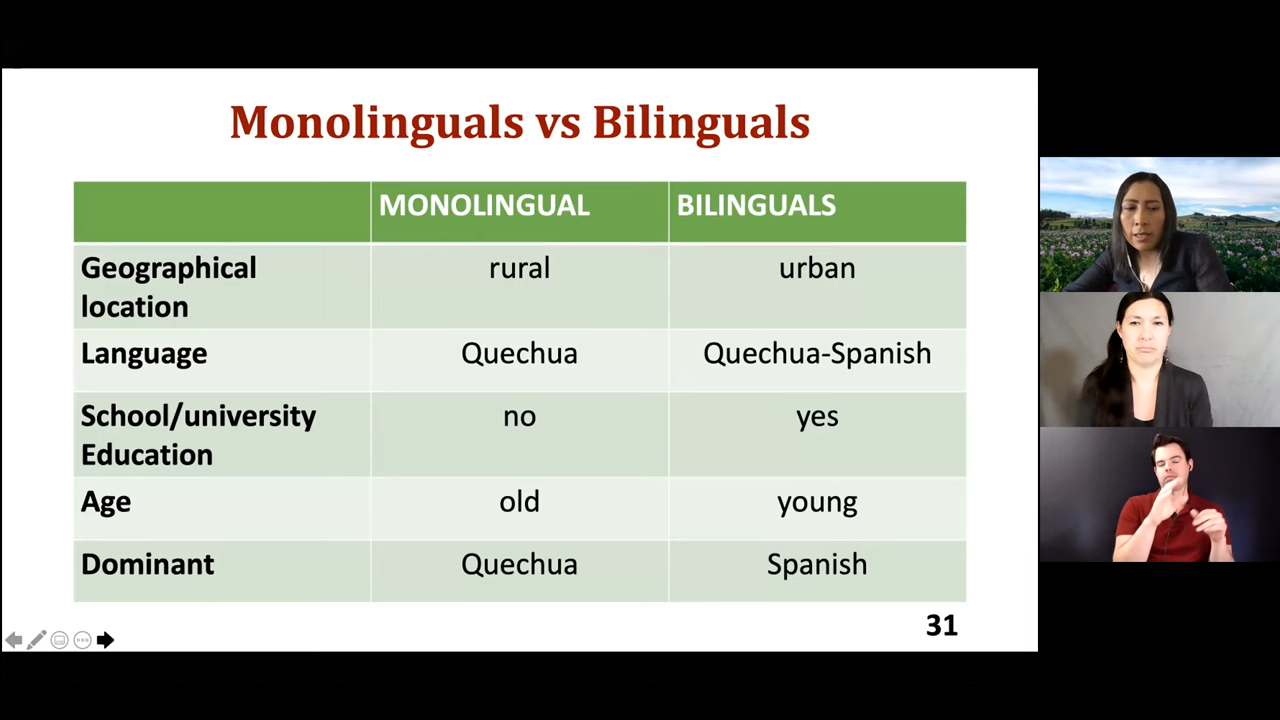 Monolinguals vs Bilinguals
MONOLINGUAL BILINGUALS
Geographical location rural urban
Language Quechua Quechua-Spanish
School/university Education no yes
Age old young
Dominant Quechua Spanish
31